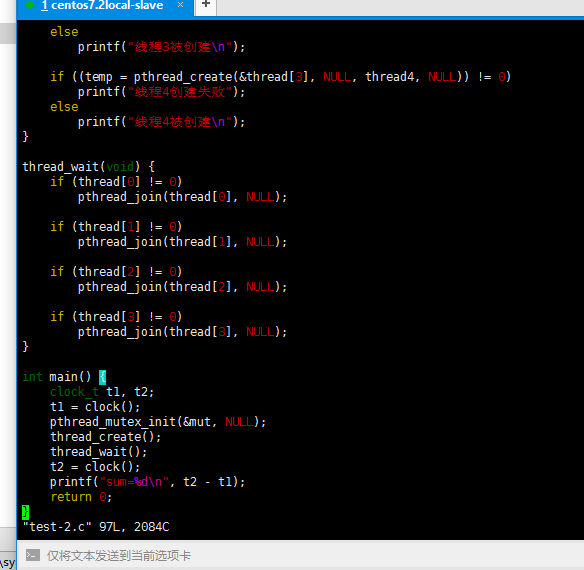 1 centos7.2local-slave × +
else
printf("线程3被创建\n");
if ((temp = pthread_create(&thread[3], NULL, thread4, NULL)) != 0)
printf("线程4创建失败");
else
printf("线程4被创建\n");
}
thread_wait(void) {
if (thread[0] != 0)
pthread_join(thread[0], NULL);
if (thread[1] != 0)
pthread_join(thread[1], NULL);
if (thread[2] != 0)
pthread_join(thread[2], NULL);
if (thread[3] != 0)
pthread_join(thread[3], NULL);
}
int main() {
clock_t t1, t2;
t1 = clock();
pthread_mutex_init(&mut, NULL);
thread_create();
thread_wait();
t2 = clock();
printf("sum=%d\n", t2 - t1);
return 0;
}
"test-2.c" 97L, 2084C
仅将文本发送到当前选项卡
\sy